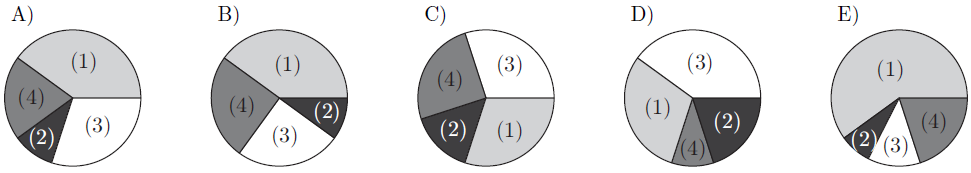 A) B) C) D) E)
(1) (4) (2) (3)
(1) (4) (3) (2)
(3) (4) (2) (1)
(3) (1) (4) (2)
(1) (2) (3) (4)